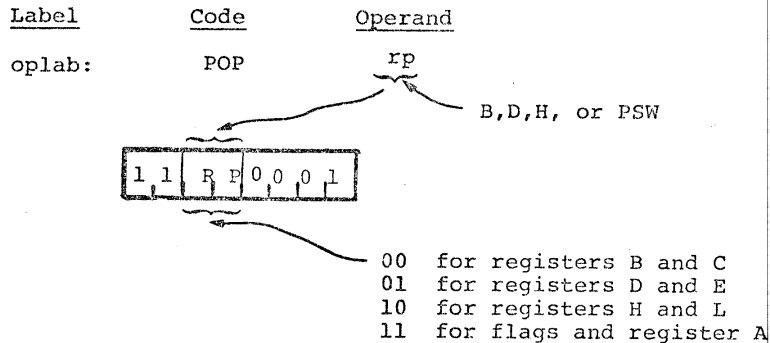 Label Code Operand
oplab: POP rp
B,D,H, or PSW
1 1 R P 0 0 0 1
00 for registers B and C
01 for registers D and E
10 for registers H and L
11 for flags and register A